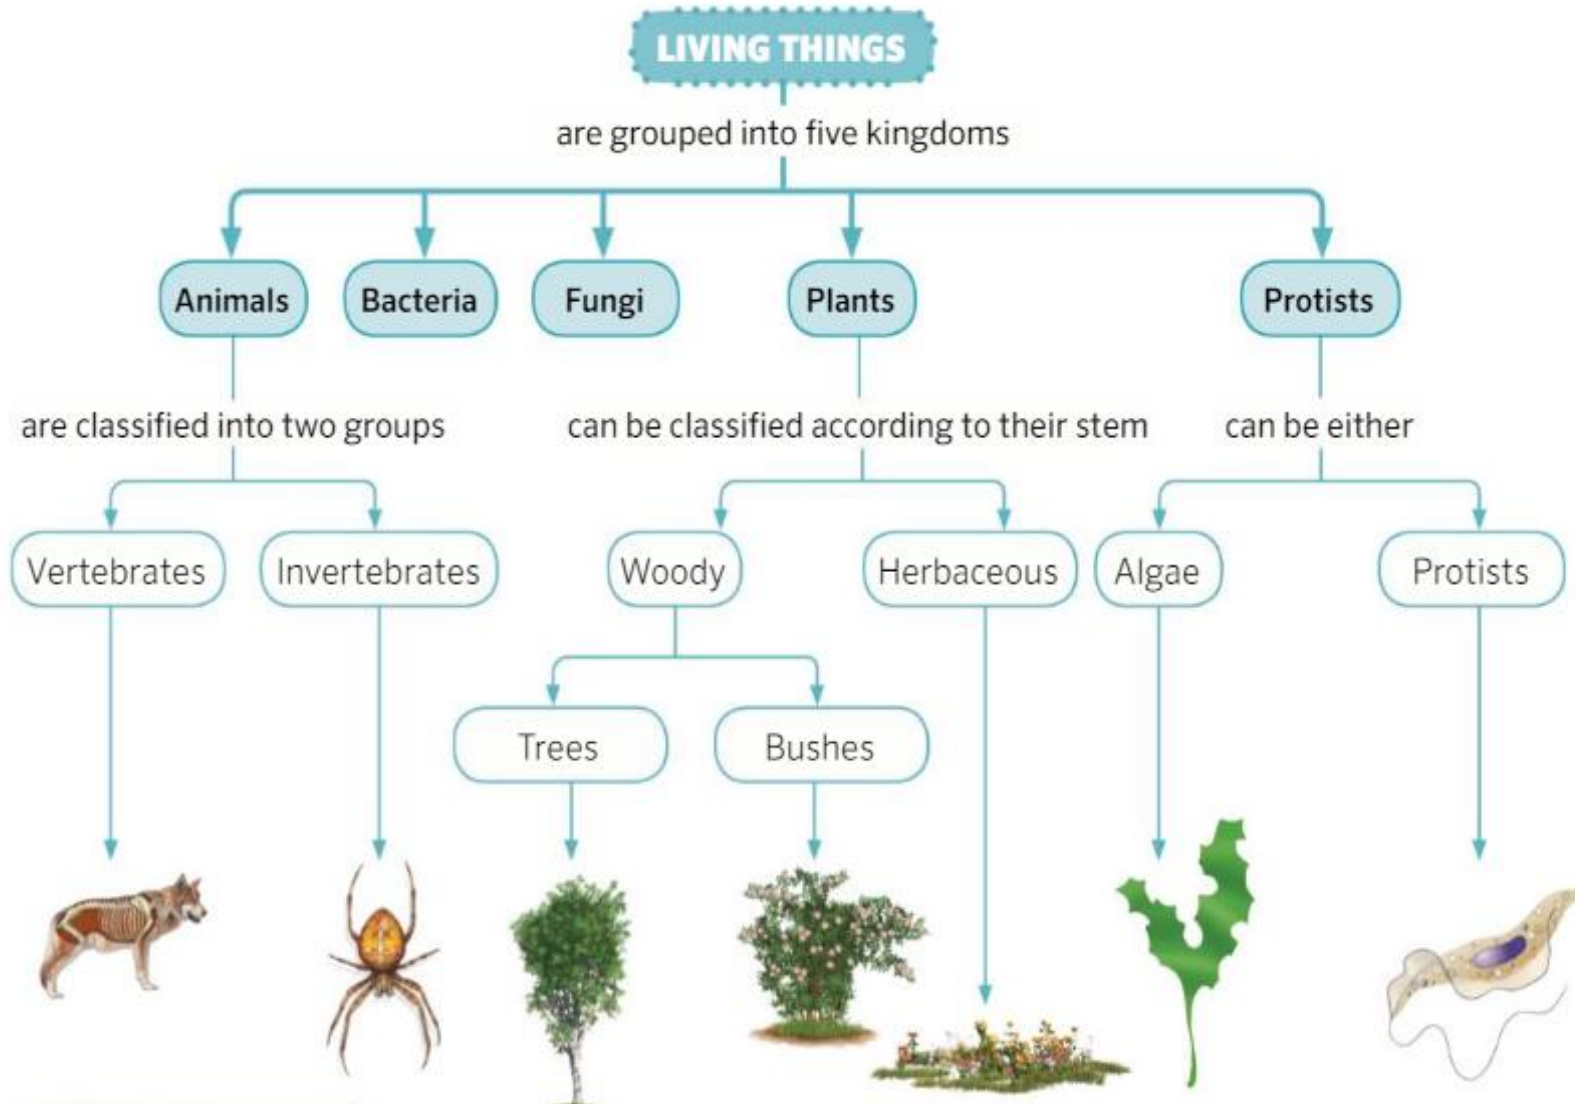 LIVING THINGS
are grouped into five kingdoms
Animals
Bacteria
Fungi
Plants
Protists
are classified into two groups
can be classified according to their stem
can be either
Vertebrates
Invertebrates
Woody
Herbaceous
Algae
Protists
Trees
Bushes